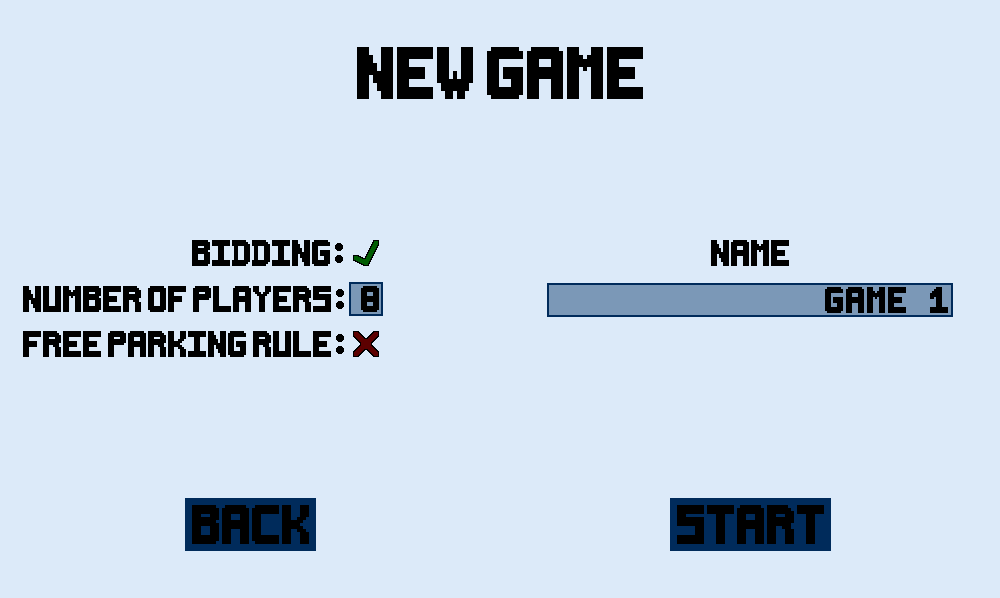 NEW GAME
BIDDING:
NUMBER OF PLAYERS: 8
FREE PARKING RULE:
NAME
GAME 1
BACK
START